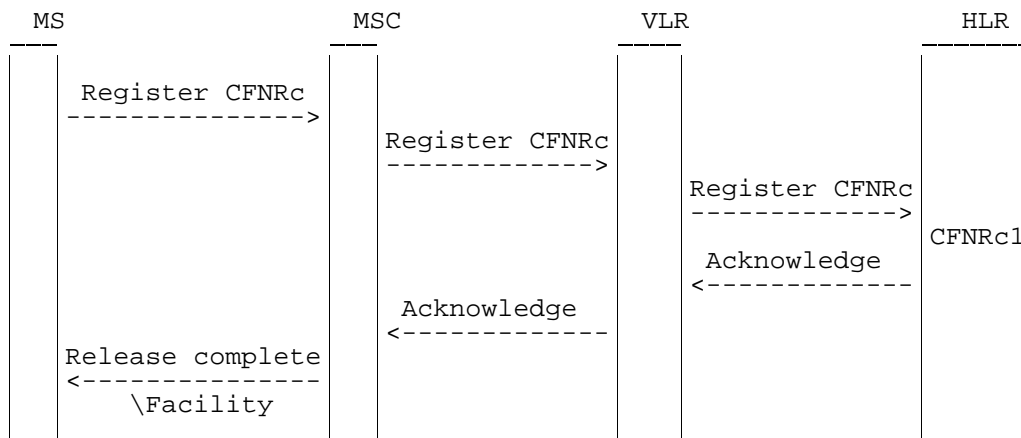 MS MSC VLR HLR
Register CFNRc
--------------->
Register CFNRc
------------->
Register CFNRc
------------->
CFNRc1
Acknowledge
<-------------
Acknowledge
<-------------
Release complete
<---------------
\Facility